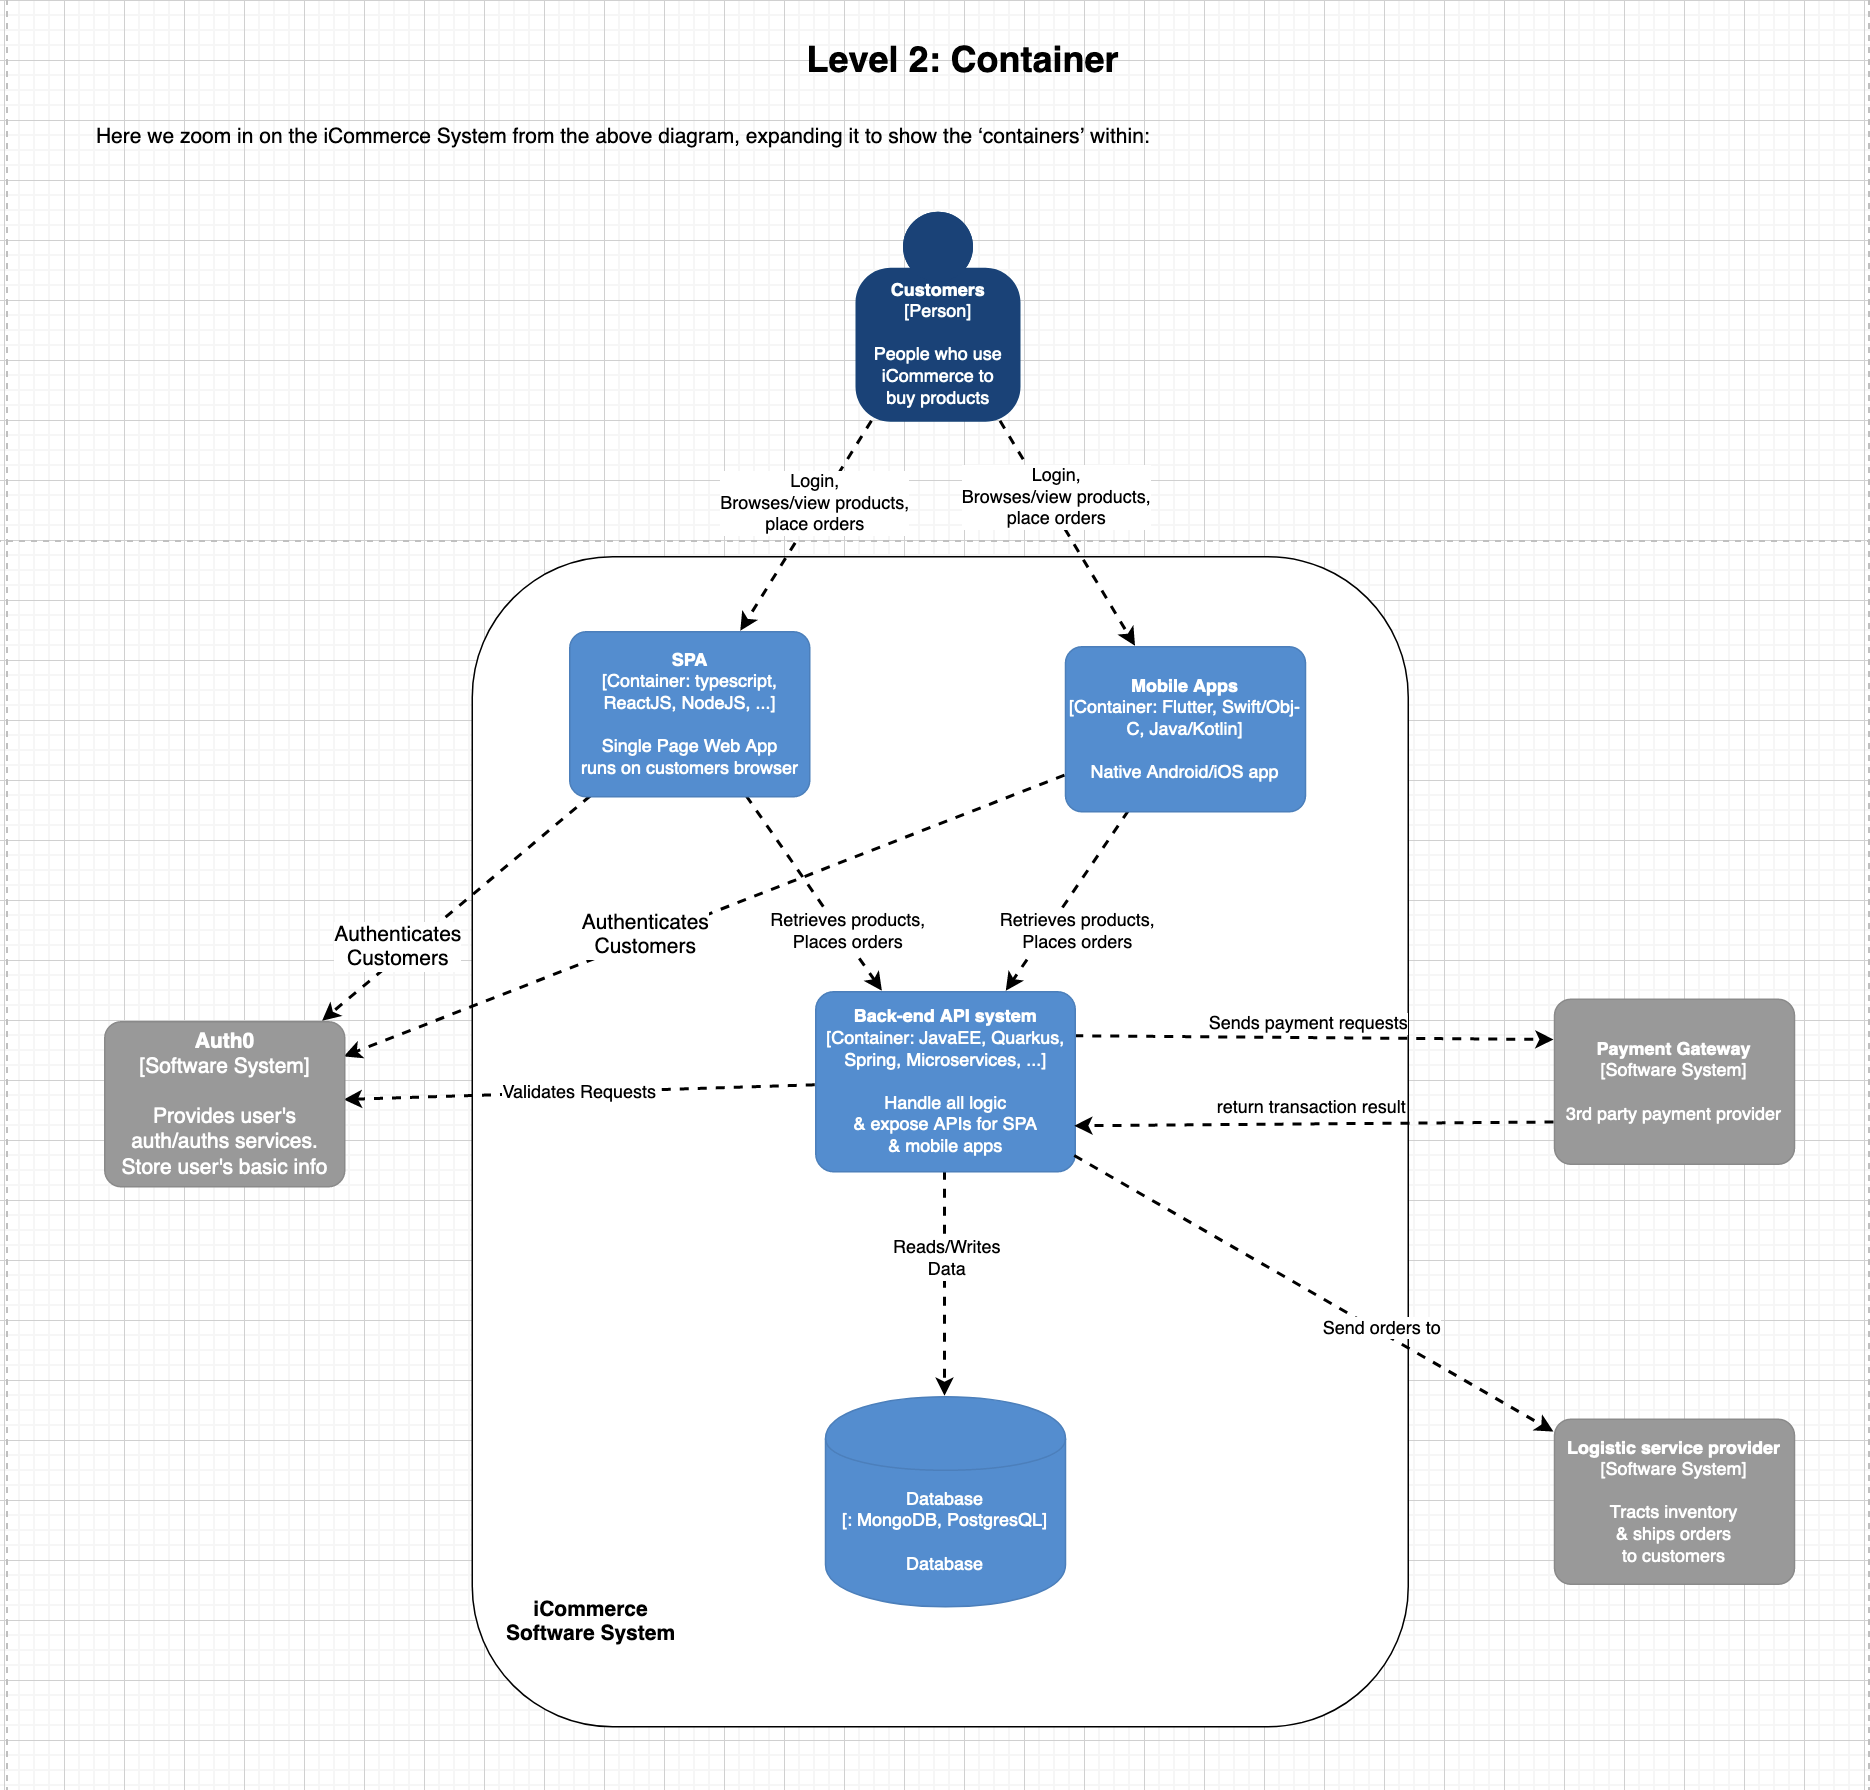 Level 2: Container
Here we zoom in on the iCommerce System from the above diagram, expanding it to show the ‘containers’ within:
Customers
[Person]
People who use
iCommerce to
buy products
Login,
Browses/view products,
place orders
Login,
Browses/view products,
place orders
SPA
[Container: typescript,
ReactJS, NodeJS, ...]
Single Page Web App
runs on customers browser
Mobile Apps
[Container: Flutter, Swift/Obj-
C, Java/Kotlin]
Native Android/iOS app
Authenticates
Customers
Authenticates
Customers
Retrieves products,
Places orders
Retrieves products,
Places orders
Auth0
[Software System]
Provides user's
auth/auths services.
Store user's basic info
Validates Requests
Back-end API system
[Container: JavaEE, Quarkus,
Spring, Microservices, ...]
Handle all logic
& expose APIs for SPA
& mobile apps
Sends payment requests
return transaction result
Payment Gateway
[Software System]
3rd party payment provider
Reads/Writes
Data
Send orders to
Database
[: MongoDB, PostgresQL]
Database
Logistic service provider
[Software System]
Tracts inventory
& ships orders
to customers
iCommerce
Software System